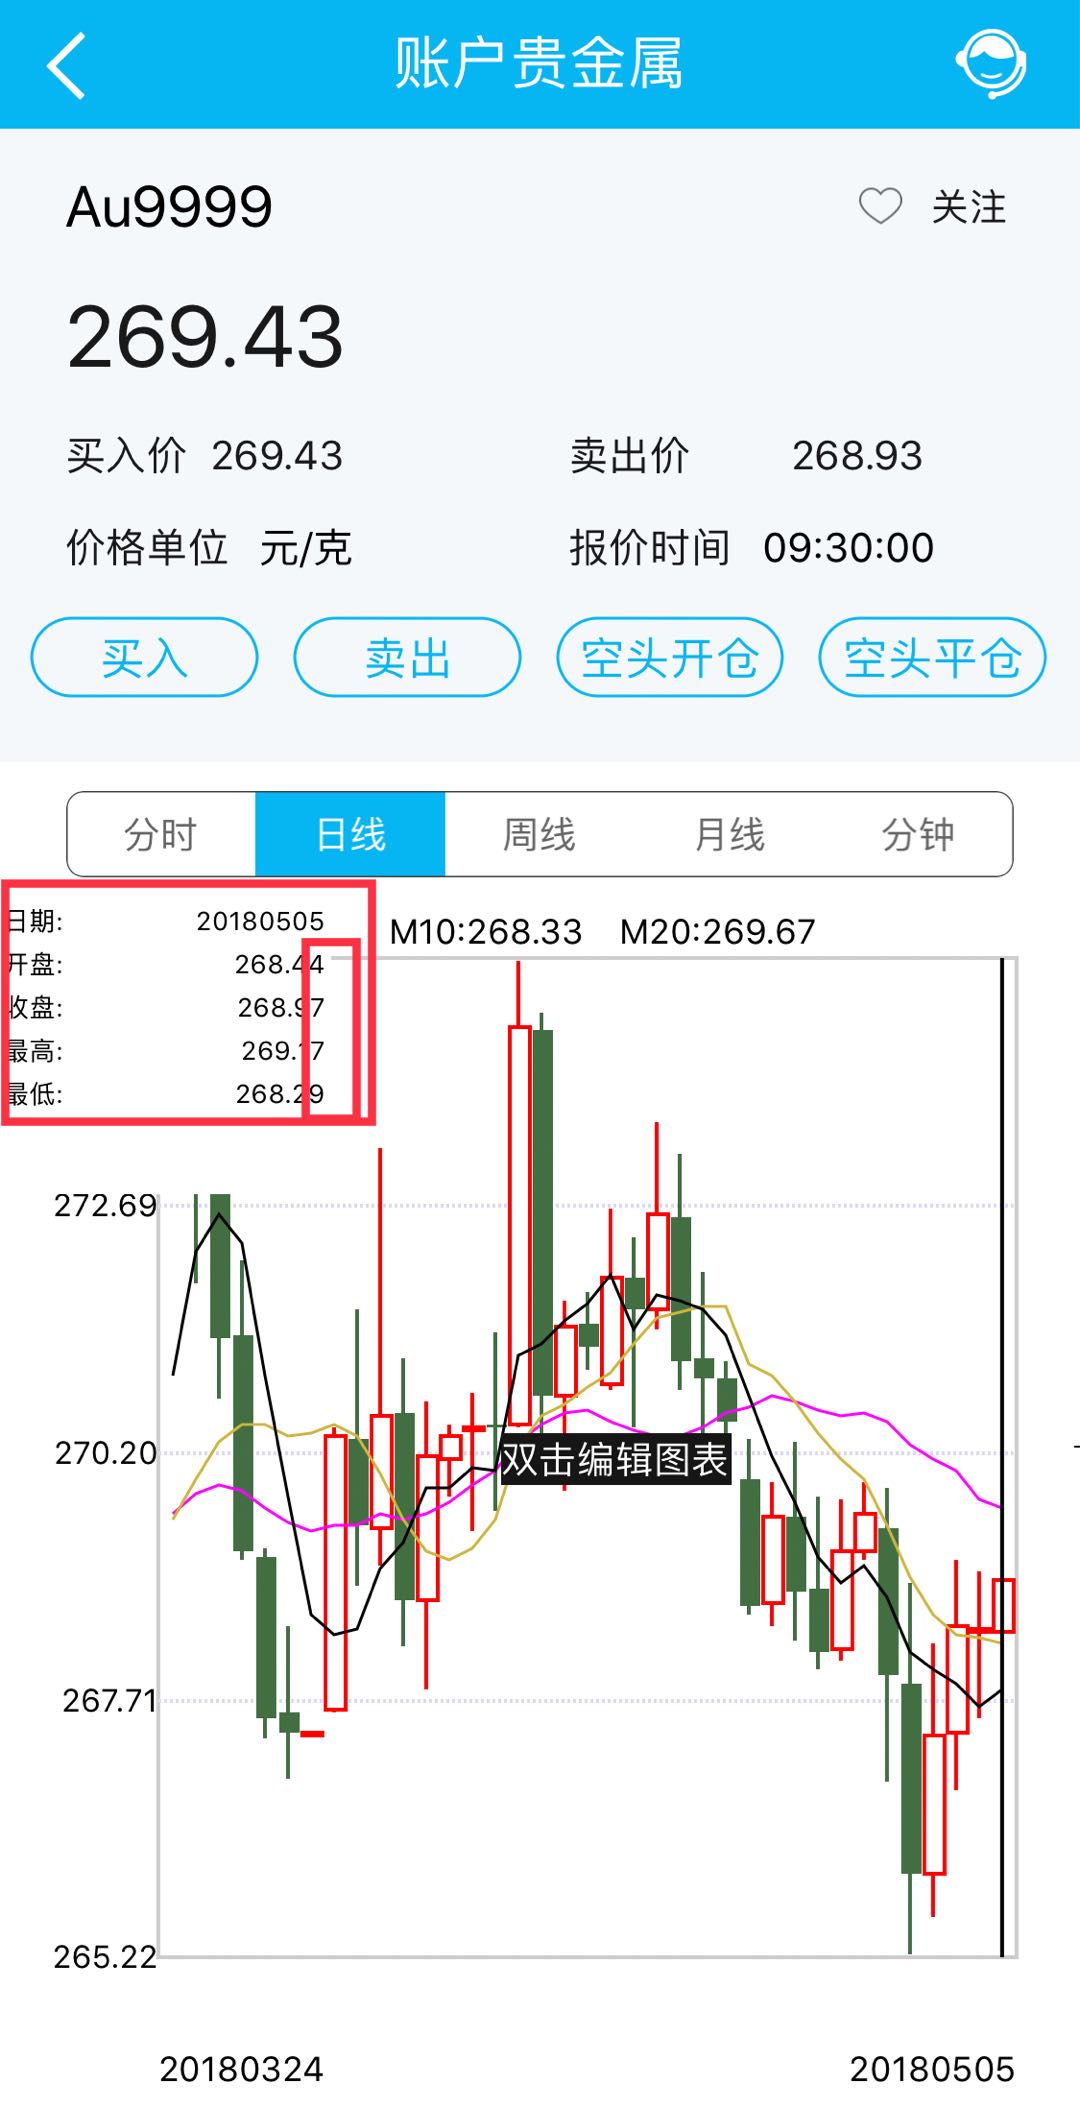 账户贵金属
Au9999
关注
269.43
买入价 269.43 卖出价 268.93
价格单位 元/克 报价时间 09:30:00
买入 卖出 空头开仓 空头平仓
分时 日线 周线 月线 分钟
日期: 20180505
M10:268.33 M20:269.67
开盘: 268.44
收盘: 268.97
最高: 269.17
最低: 268.29
272.69
270.20
双击编辑图表
267.71
265.22
20180324 20180505